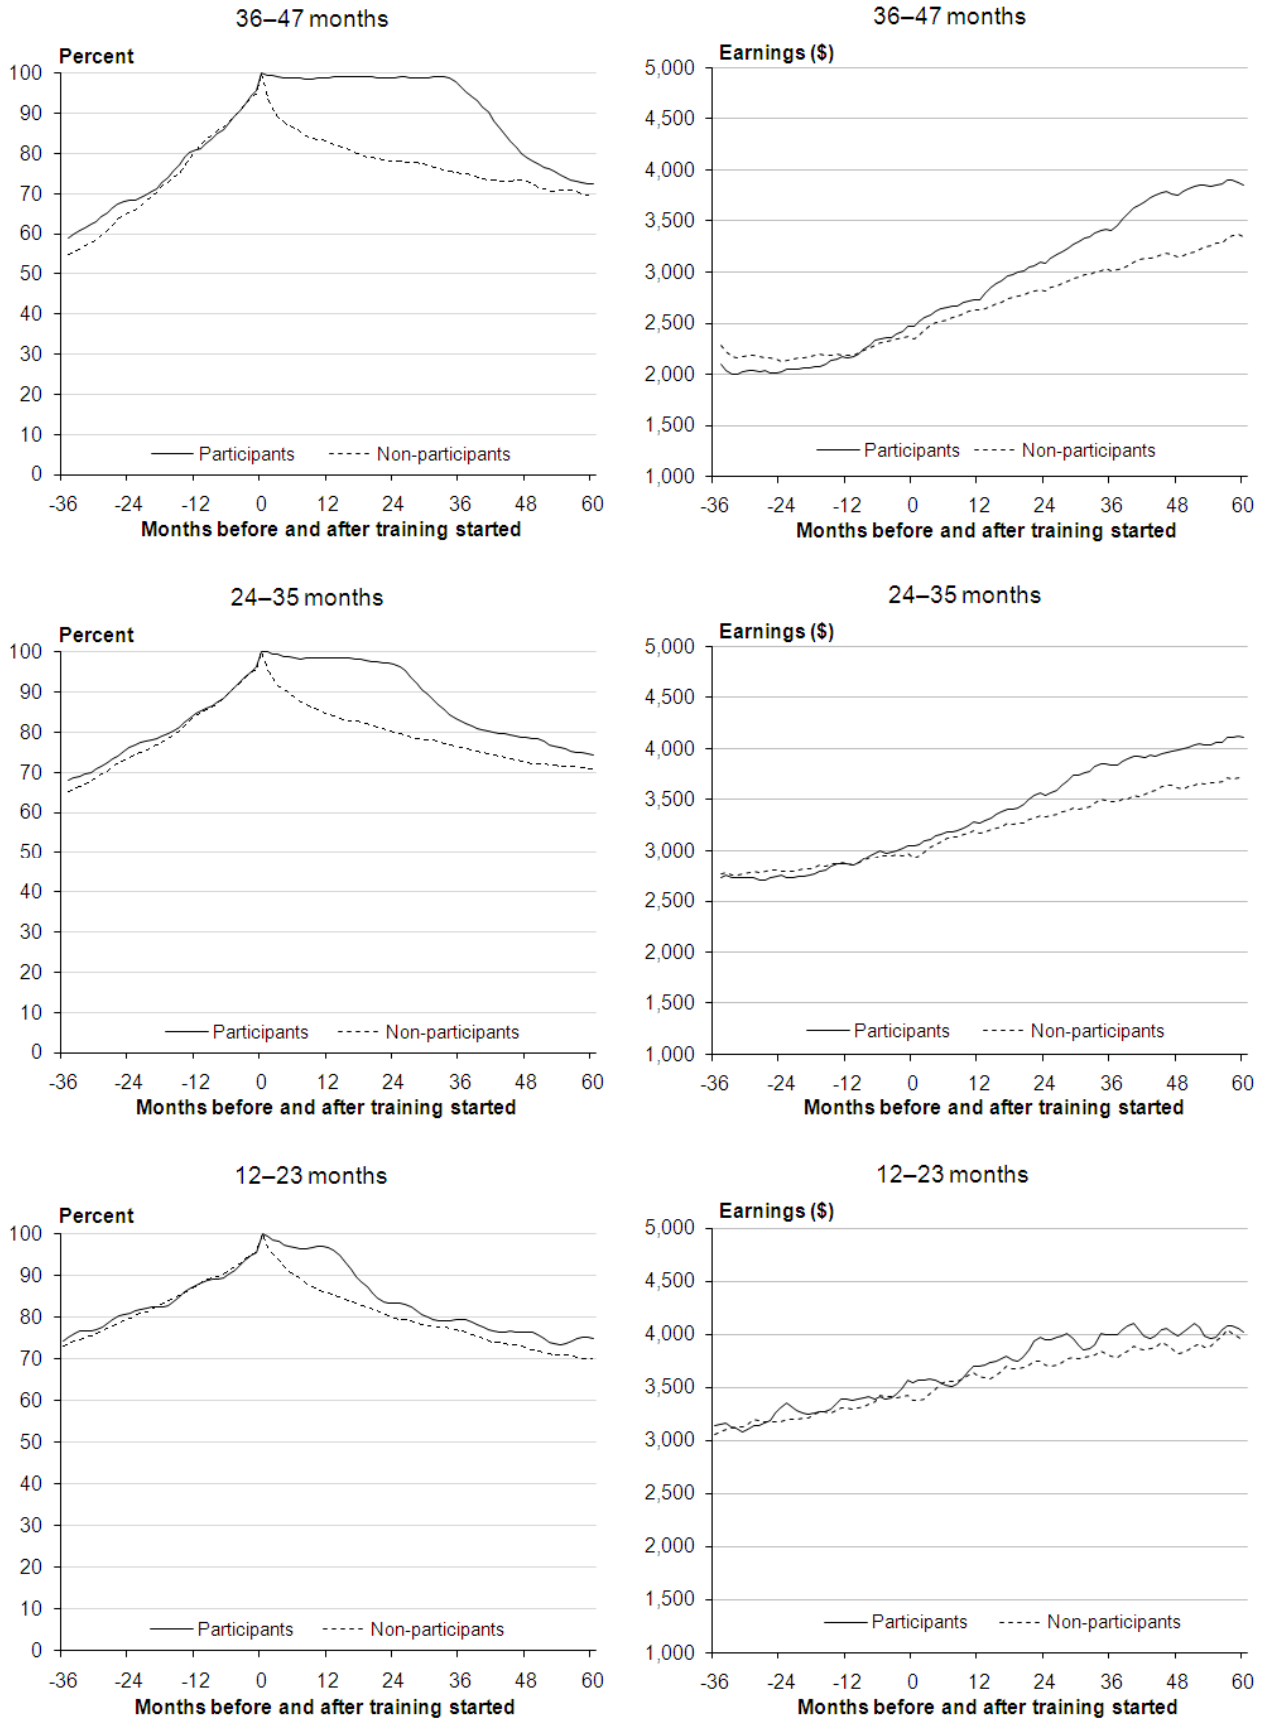 36–47 months
Percent
100
90
80
70
60
50
40
30
20
10
0
Participants Non-participants
-36 -24 -12 0 12 24 36 48 60
Months before and after training started
36–47 months
Earnings ($)
5,000
4,500
4,000
3,500
3,000
2,500
2,000
1,500
1,000
Participants Non-participants
-36 -24 -12 0 12 24 36 48 60
Months before and after training started
24–35 months
Percent
100
90
80
70
60
50
40
30
20
10
0
Participants Non-participants
-36 -24 -12 0 12 24 36 48 60
Months before and after training started
24–35 months
Earnings ($)
5,000
4,500
4,000
3,500
3,000
2,500
2,000
1,500
1,000
Participants Non-participants
-36 -24 -12 0 12 24 36 48 60
Months before and after training started
12–23 months
Percent
100
90
80
70
60
50
40
30
20
10
0
Participants Non-participants
-36 -24 -12 0 12 24 36 48 60
Months before and after training started
12–23 months
Earnings ($)
5,000
4,500
4,000
3,500
3,000
2,500
2,000
1,500
1,000
Participants Non-participants
-36 -24 -12 0 12 24 36 48 60
Months before and after training started